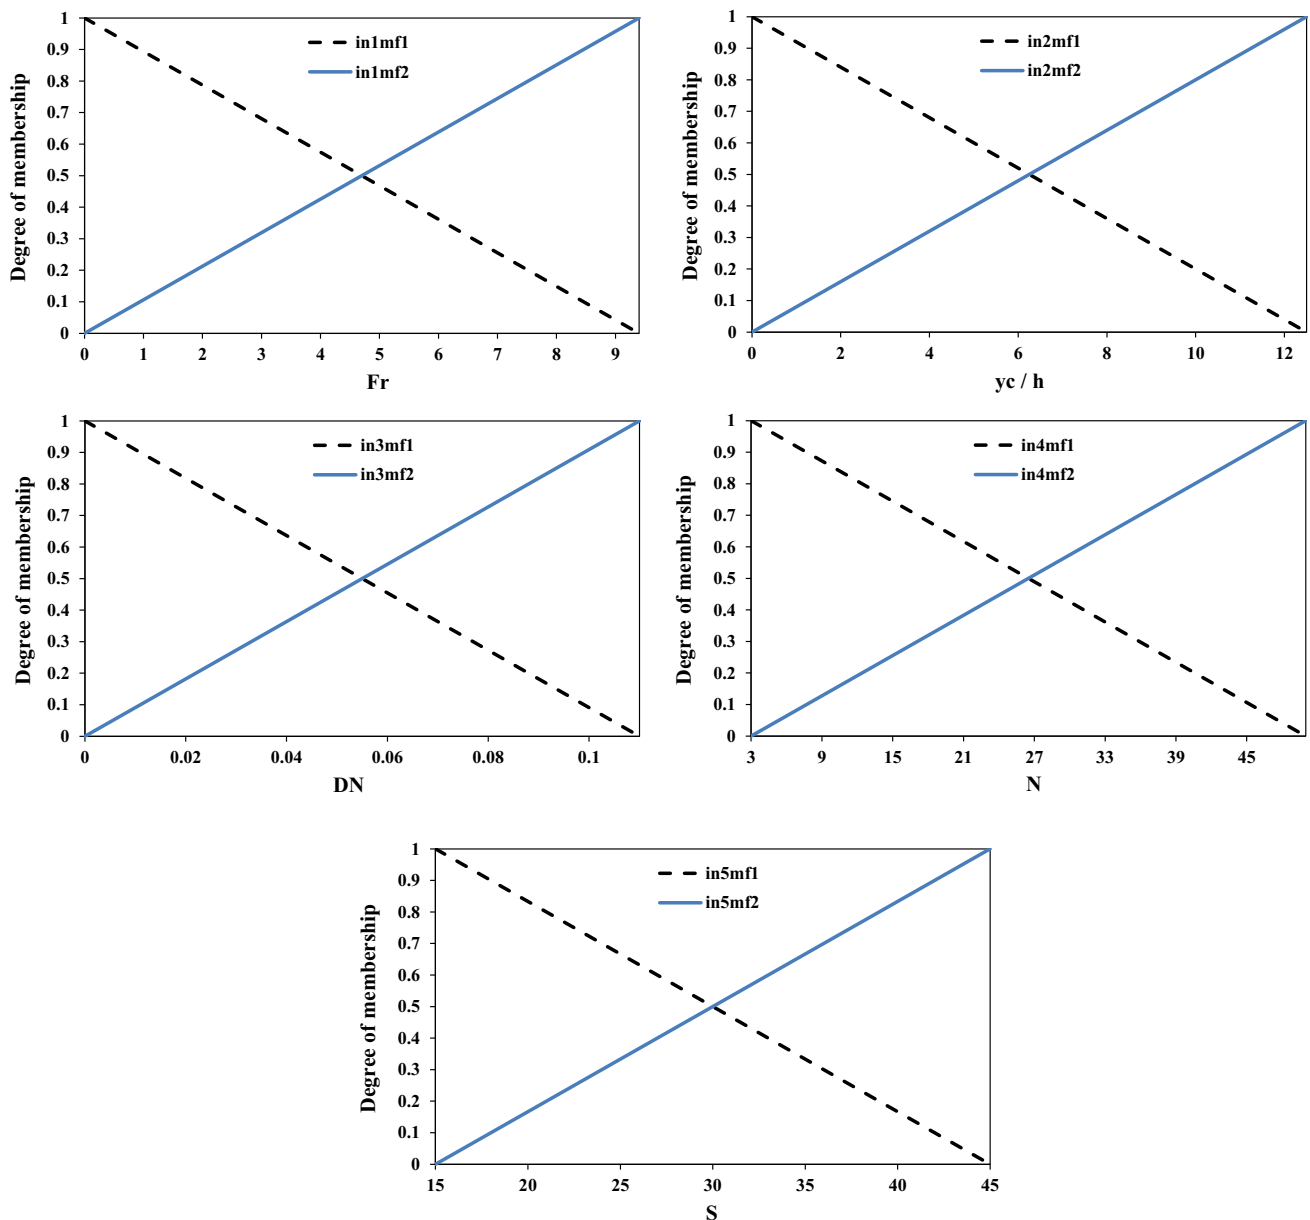 1
0.9
0.8
0.7
0.6
0.5
0.4
0.3
0.2
0.1
0
Degree of membership
in1mf1
in1mf2
0 1 2 3 4 5 6 7 8 9
Fr
1
0.9
0.8
0.7
0.6
0.5
0.4
0.3
0.2
0.1
0
Degree of membership
in2mf1
in2mf2
0 2 4 6 8 10 12
yc / h
1
0.9
0.8
0.7
0.6
0.5
0.4
0.3
0.2
0.1
0
Degree of membership
in3mf1
in3mf2
0 0.02 0.04 0.06 0.08 0.1
DN
1
0.9
0.8
0.7
0.6
0.5
0.4
0.3
0.2
0.1
0
Degree of membership
in4mf1
in4mf2
3 9 15 21 27 33 39 45
N
1
0.9
0.8
0.7
0.6
0.5
0.4
0.3
0.2
0.1
0
Degree of membership
in5mf1
in5mf2
15 20 25 30 35 40 45
S